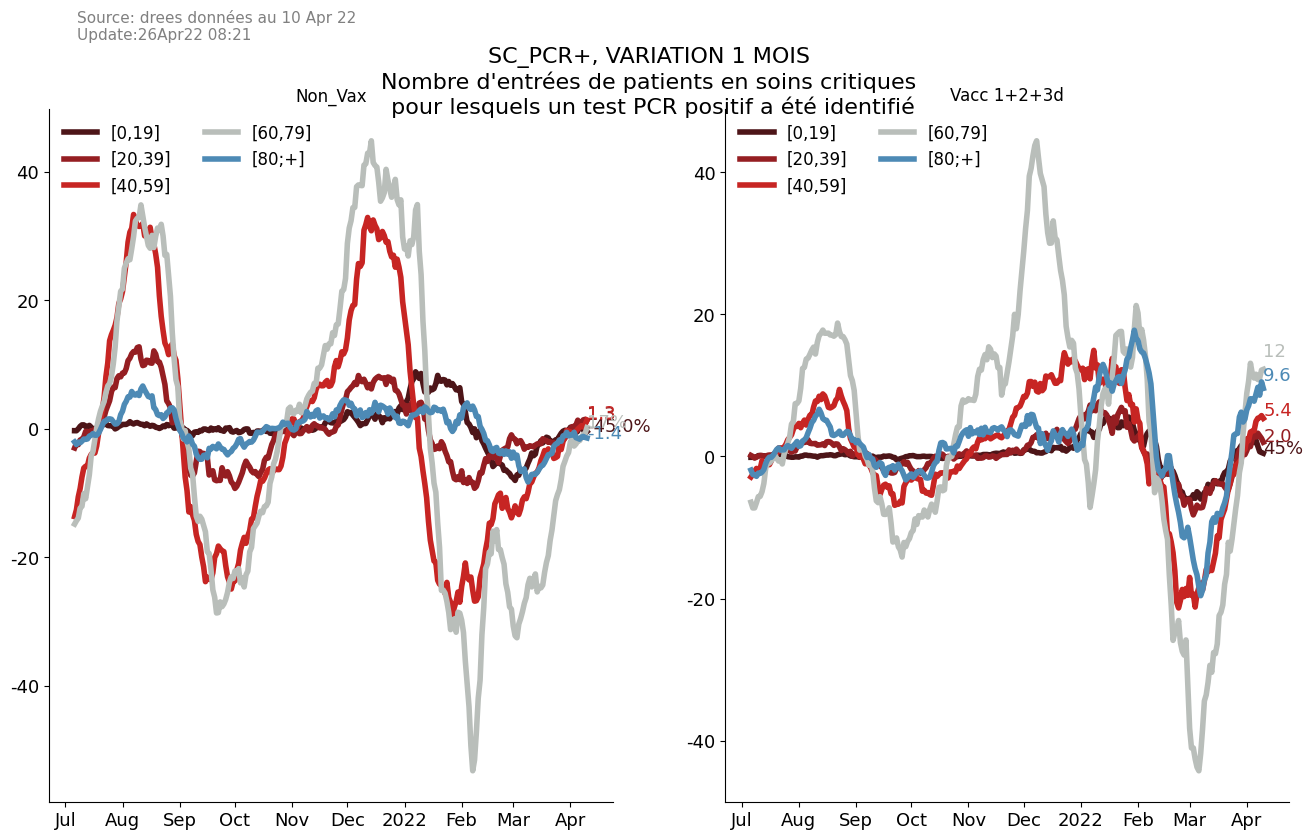 Source: drees données au 10 Apr 22
Update:26Apr22 08:21
SC_PCR+, VARIATION 1 MOIS
Nombre d'entrées de patients en soins critiques
pour lesquels un test PCR positif a été identifié
Non_Vax
[0,19] [60,79]
[20,39] [80;+]
[40,59]
40
20
0
-20
-40
1.3
45.0%
-1.4
Jul Aug Sep Oct Nov Dec 2022 Feb Mar Apr
Vacc 1+2+3d
[0,19] [60,79]
[20,39] [80;+]
[40,59]
40
20
0
-20
-40
12
9.6
5.4
2.0
45%
Jul Aug Sep Oct Nov Dec 2022 Feb Mar Apr